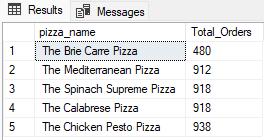 Results Messages
pizza_name Total_Orders
1 The Brie Carre Pizza 480
2 The Mediterranean Pizza 912
3 The Spinach Supreme Pizza 918
4 The Calabrese Pizza 918
5 The Chicken Pesto Pizza 938